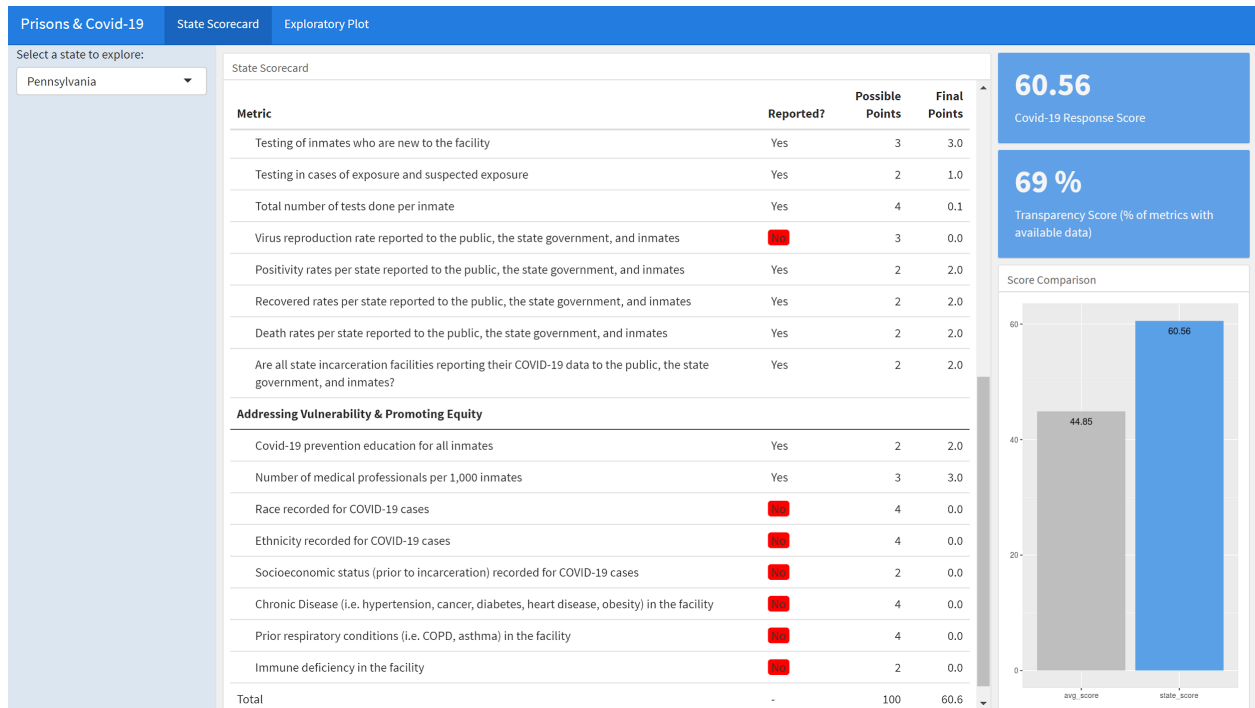 Prisons & Covid-19 State Scorecard Exploratory Plot
Select a state to explore:
Pennsylvania
State Scorecard
Metric Reported? Possible Points Final Points
Testing of inmates who are new to the facility Yes 3 3.0
Testing in cases of exposure and suspected exposure Yes 2 1.0
Total number of tests done per inmate Yes 4 0.1
Virus reproduction rate reported to the public, the state government, and inmates No 3 0.0
Positivity rates per state reported to the public, the state government, and inmates Yes 2 2.0
Recovered rates per state reported to the public, the state government, and inmates Yes 2 2.0
Death rates per state reported to the public, the state government, and inmates Yes 2 2.0
Are all state incarceration facilities reporting their COVID-19 data to the public, the state Yes 2 2.0
government, and inmates?
Addressing Vulnerability & Promoting Equity
Covid-19 prevention education for all inmates Yes 2 2.0
Number of medical professionals per 1,000 inmates Yes 3 3.0
Race recorded for COVID-19 cases No 4 0.0
Ethnicity recorded for COVID-19 cases No 4 0.0
Socioeconomic status (prior to incarceration) recorded for COVID-19 cases No 2 0.0
Chronic Disease (i.e. hypertension, cancer, diabetes, heart disease, obesity) in the facility No 4 0.0
Prior respiratory conditions (i.e. COPD, asthma) in the facility No 4 0.0
Immune deficiency in the facility No 2 0.0
Total - 100 60.6
60.56
Covid-19 Response Score
69 %
Transparency Score (% of metrics with
available data)
Score Comparison
60
60.56
44.85
40
20
0
avg_score state_score